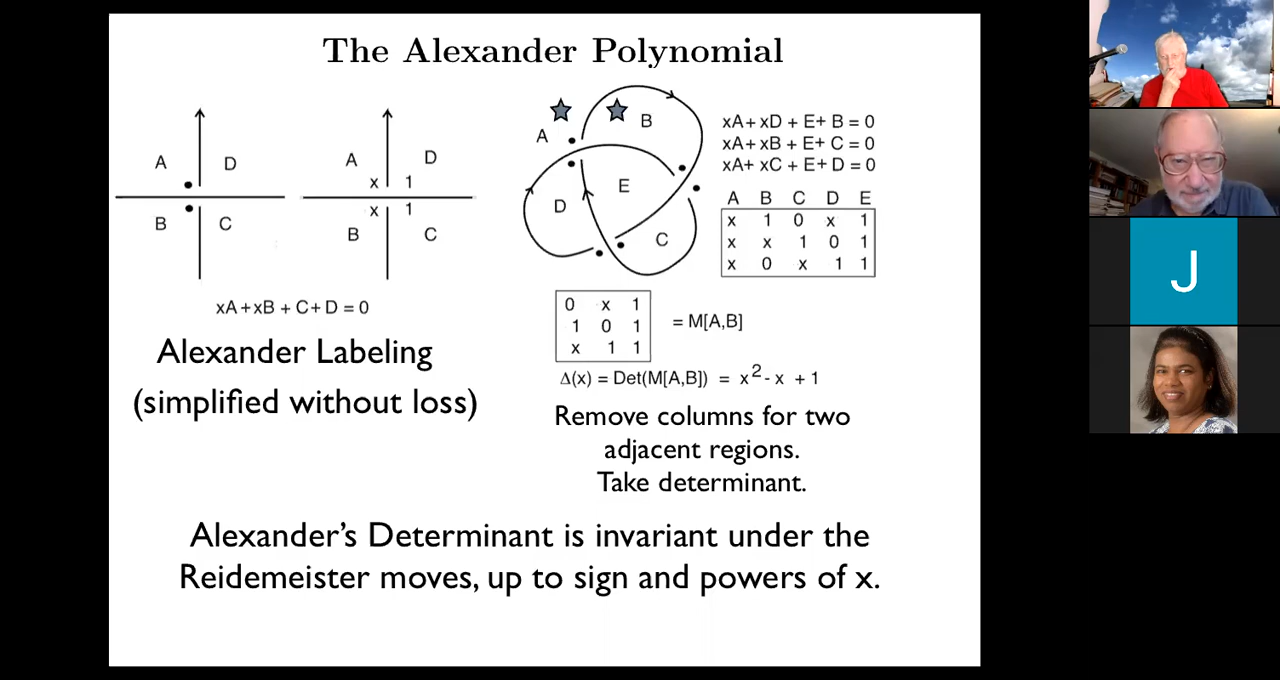 The Alexander Polynomial
A D
B C
A D
x 1
x 1
B C
xA+xB + C+D = 0
Alexander Labeling
(simplified without loss)
A B
D E
C
xA+ xD + E+ B = 0
xA+ xB + E+ C = 0
xA+ xC + E+ D = 0
A B C D E
x 1 0 x 1
x x 1 0 1
x 0 x 1 1
0 x 1
1 0 1
x 1 1
= M[A,B]
Δ(x) = Det(M[A,B]) = x² - x + 1
Remove columns for two
adjacent regions.
Take determinant.
Alexander's Determinant is invariant under the
Reidemeister moves, up to sign and powers of x.
J